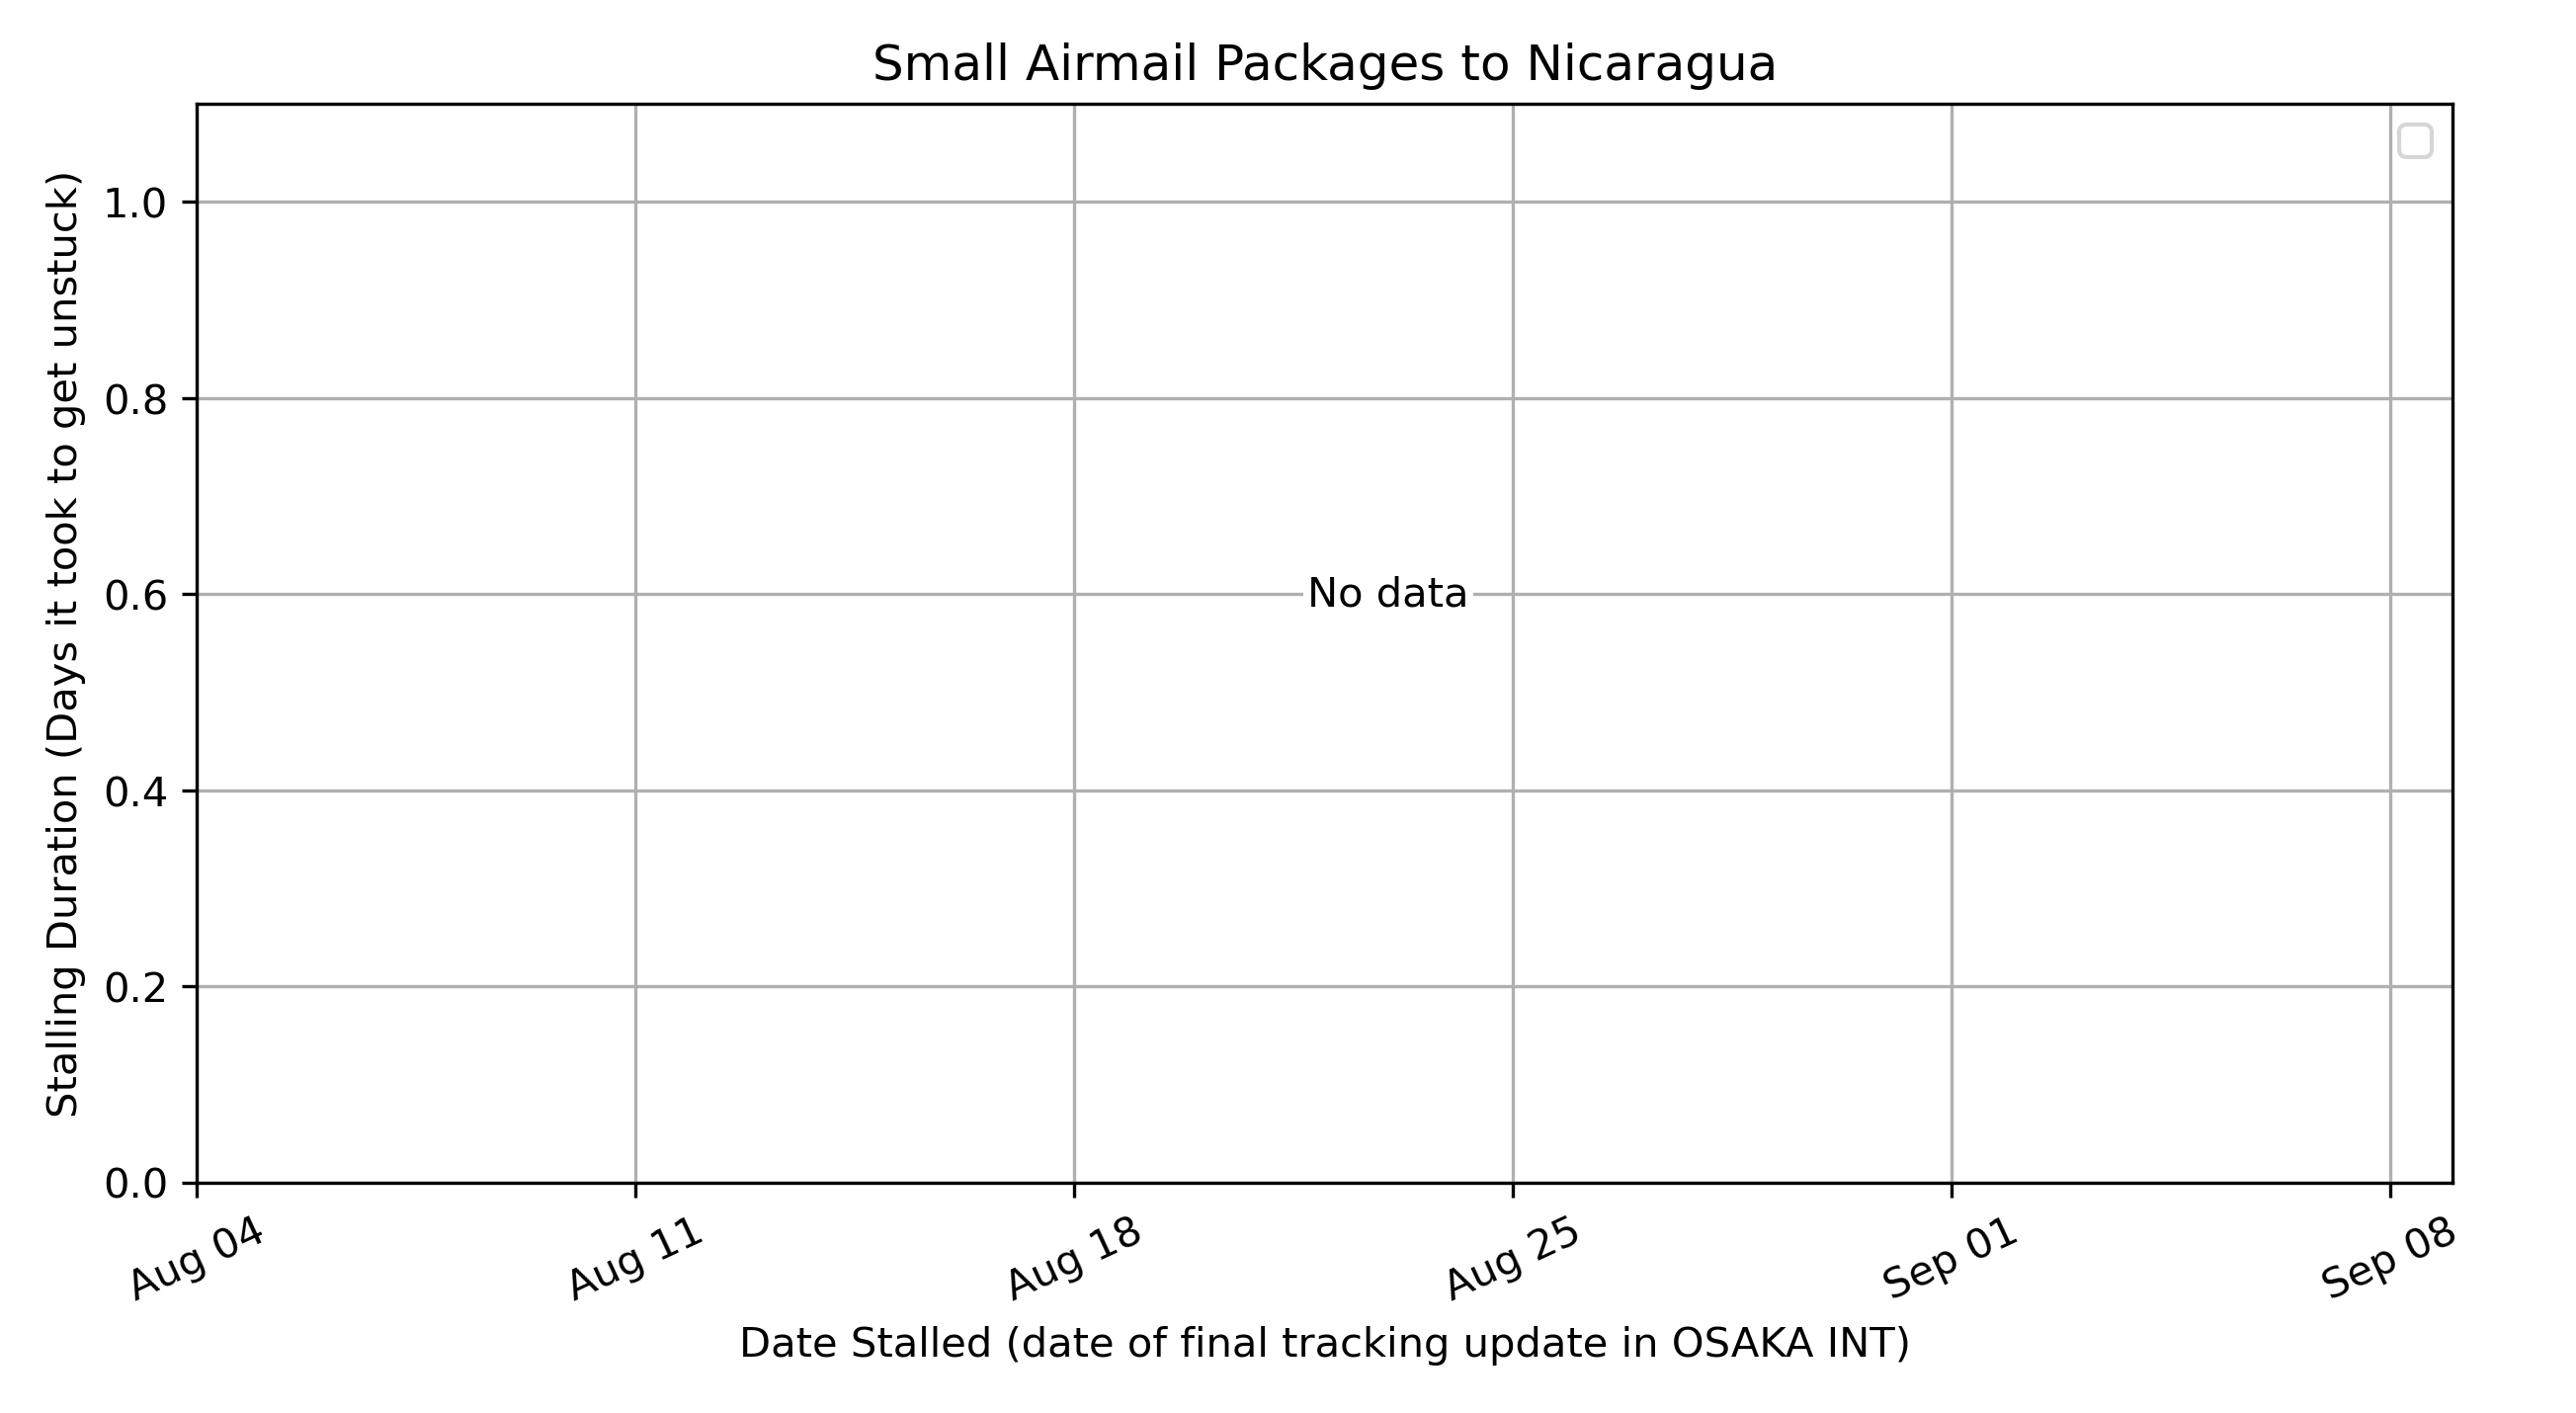 Small Airmail Packages to Nicaragua
Stalling Duration (Days it took to get unstuck)
1.0
0.8
0.6
0.4
0.2
0.0
No data
Aug 04
Aug 11
Aug 18
Aug 25
Sep 01
Sep 08
Date Stalled (date of final tracking update in OSAKA INT)